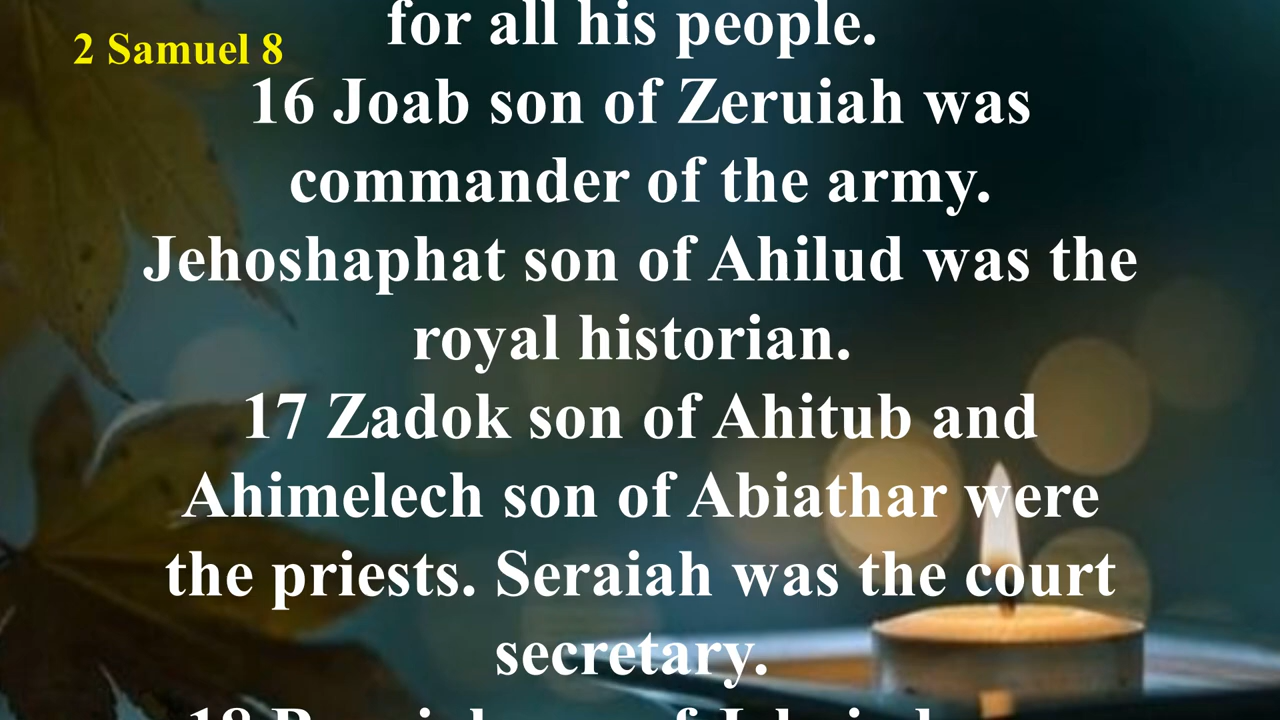 2 Samuel 8
for all his people.
16 Joab son of Zeruiah was
commander of the army.
Jehoshaphat son of Ahilud was the
royal historian.
17 Zadok son of Ahitub and
Ahimelech son of Abiathar were
the priests. Seraiah was the court
secretary.